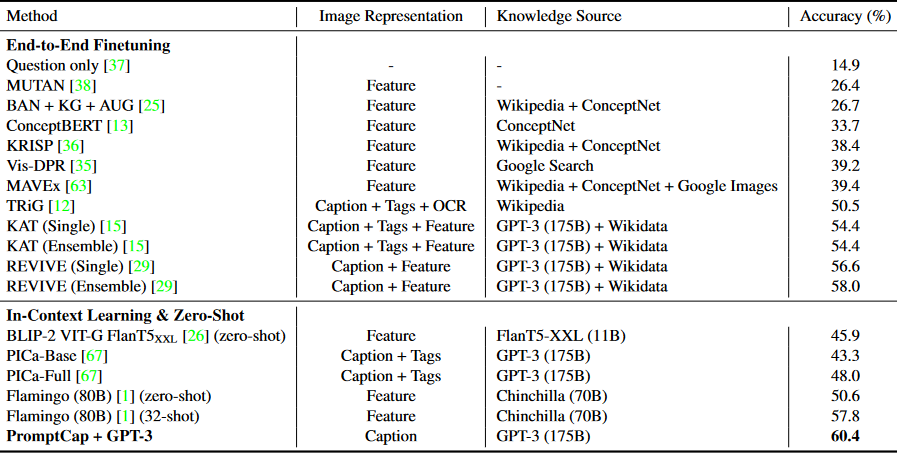 Method Image Representation Knowledge Source Accuracy (%)
End-to-End Finetuning
Question only [37] - - 14.9
MUTAN [38] Feature - 26.4
BAN + KG + AUG [25] Feature Wikipedia + ConceptNet 26.7
ConceptBERT [13] Feature ConceptNet 33.7
KRISP [36] Feature Wikipedia + ConceptNet 38.4
Vis-DPR [35] Feature Google Search 39.2
MAVEx [63] Feature Wikipedia + ConceptNet + Google Images 39.4
TRiG [12] Caption + Tags + OCR Wikipedia 50.5
KAT (Single) [15] Caption + Tags + Feature GPT-3 (175B) + Wikidata 54.4
KAT (Ensemble) [15] Caption + Tags + Feature GPT-3 (175B) + Wikidata 54.4
REVIVE (Single) [29] Caption + Feature GPT-3 (175B) + Wikidata 56.6
REVIVE (Ensemble) [29] Caption + Feature GPT-3 (175B) + Wikidata 58.0
In-Context Learning & Zero-Shot
BLIP-2 VIT-G FlanT5XXL [26] (zero-shot) Feature FlanT5-XXL (11B) 45.9
PICa-Base [67] Caption + Tags GPT-3 (175B) 43.3
PICa-Full [67] Caption + Tags GPT-3 (175B) 48.0
Flamingo (80B) [1] (zero-shot) Feature Chinchilla (70B) 50.6
Flamingo (80B) [1] (32-shot) Feature Chinchilla (70B) 57.8
PromptCap + GPT-3 Caption GPT-3 (175B) 60.4